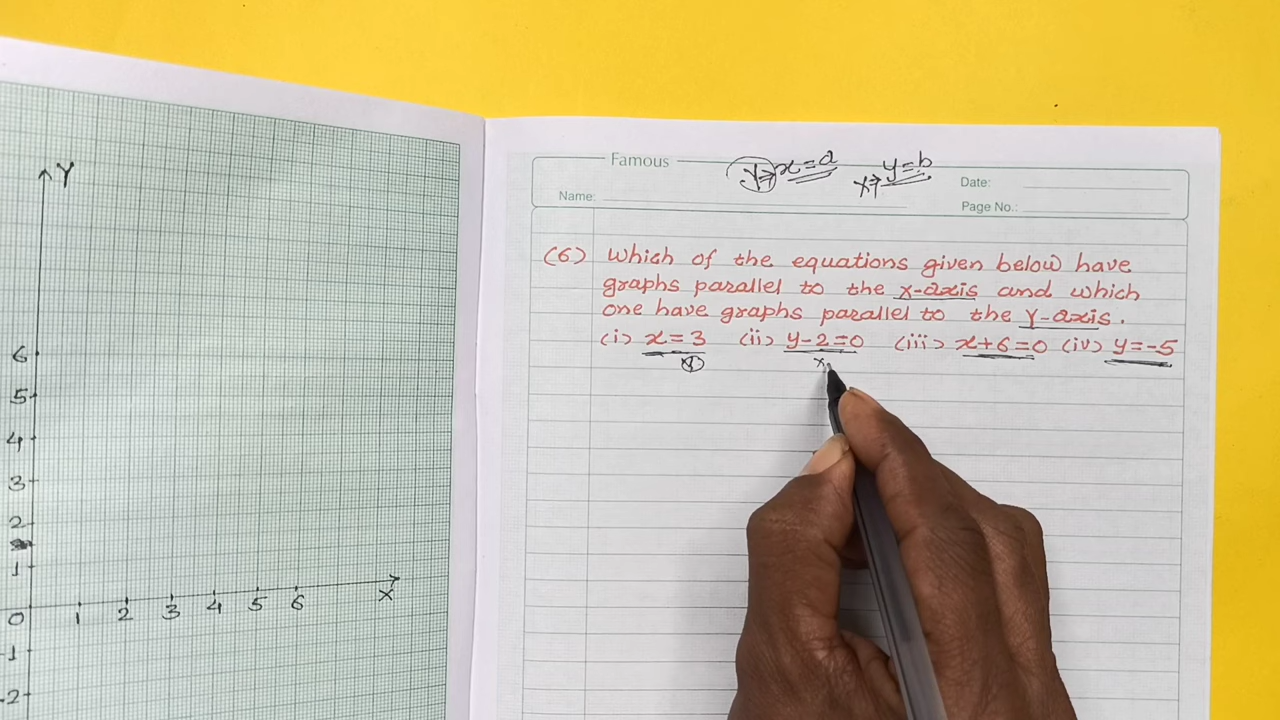 Y
6
5
4
3
2
1
0 1 2 3 4 5 6 X
-1
-2
Famous
Y⇒ x=a X⇒ y=b
Name:
Date:
Page No.:
(6) Which of the equations given below have
graphs parallel to the x-axis and which
one have graphs parallel to the Y-axis.
(i) x=3 (ii) y-2=0 (iii) x+6=0 (iv) y=-5
x